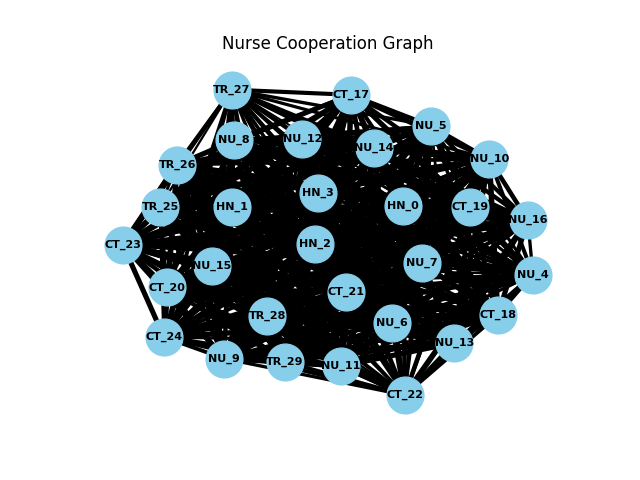 Nurse Cooperation Graph
TR_27
CT_17
NU_5
NU_8
NU_12
NU_14
NU_10
TR_26
HN_3
TR_25
HN_1
HN_0
CT_19
NU_16
CT_23
HN_2
NU_15
NU_7
NU_4
CT_20
CT_21
TR_28
NU_6
CT_18
CT_24
NU_13
NU_9
TR_29
NU_11
CT_22